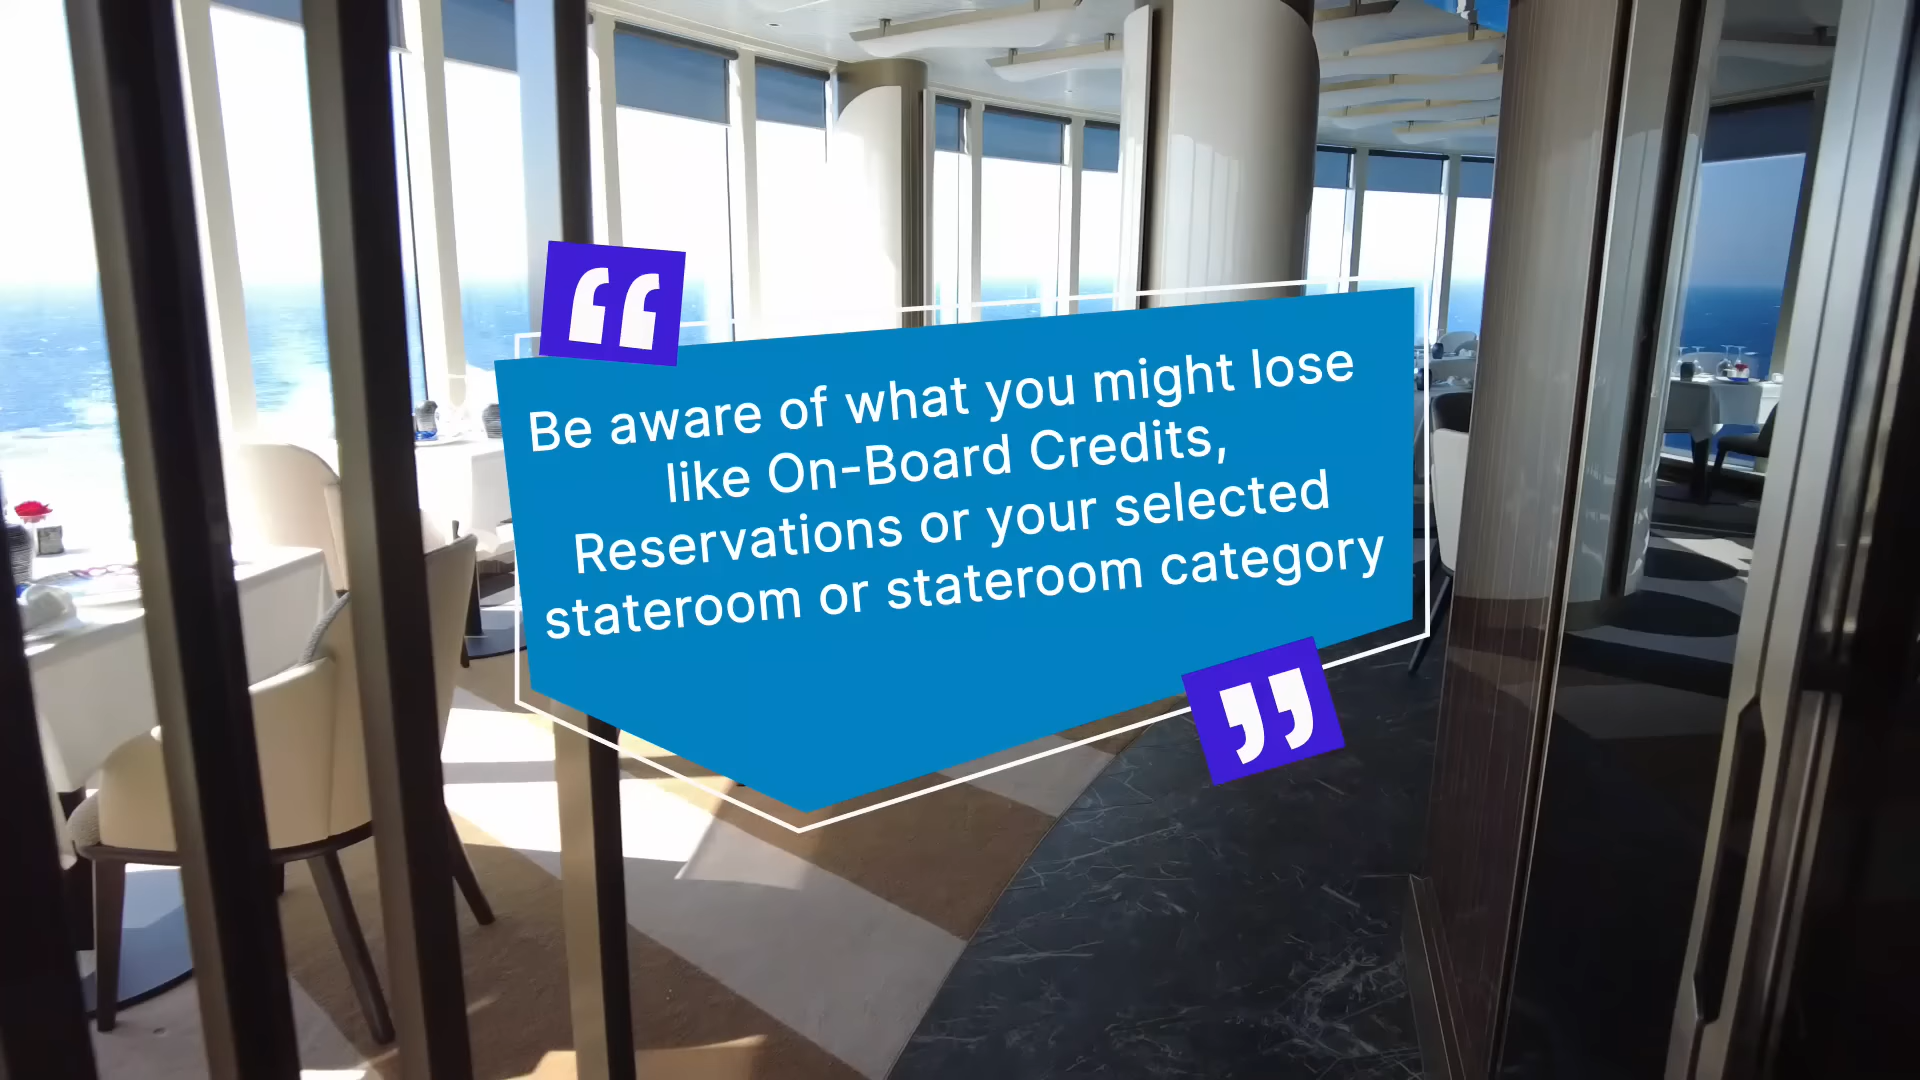 “
Be aware of what you might lose
like On-Board Credits,
Reservations or your selected
stateroom or stateroom category
”